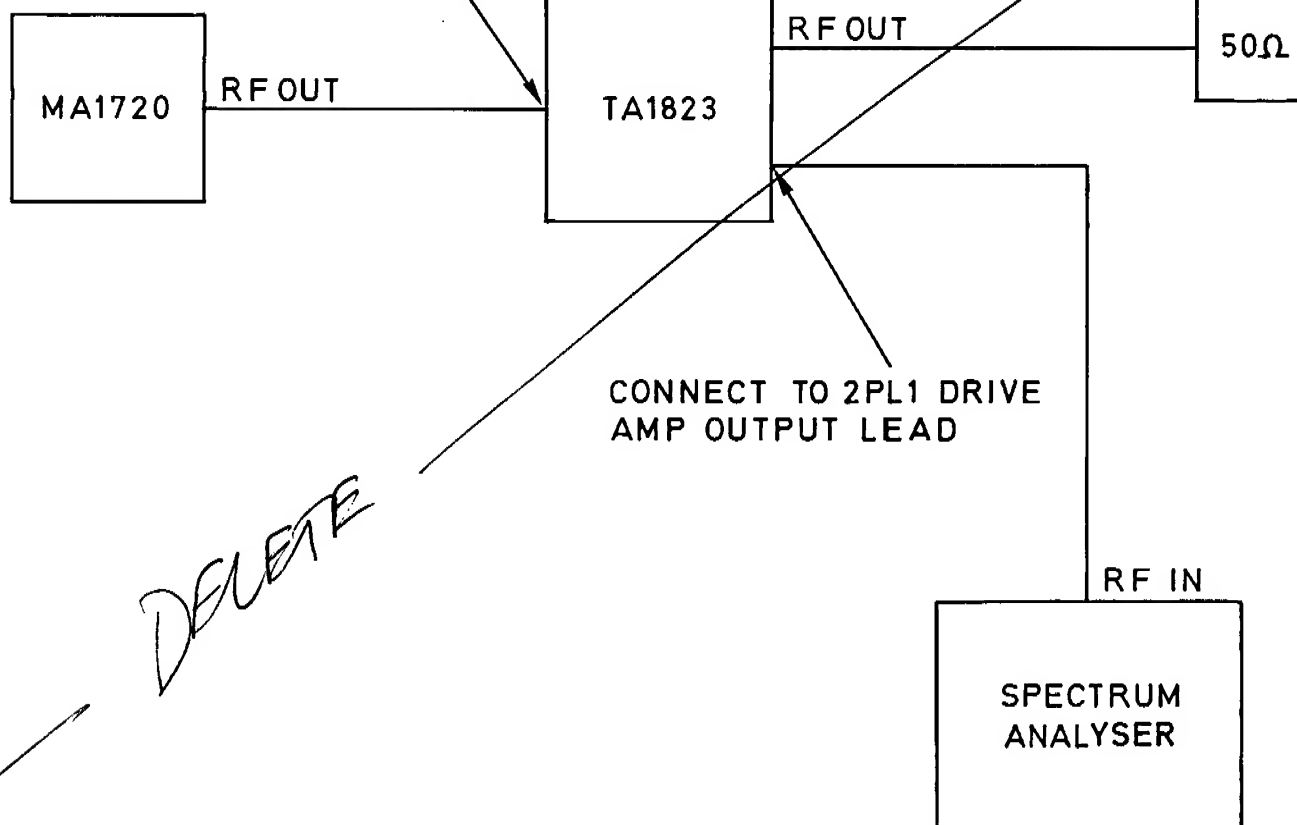 RF OUT
50Ω
MA1720
RF OUT
TA1823
CONNECT TO 2PL1 DRIVE
AMP OUTPUT LEAD
DELETE
RF IN
SPECTRUM
ANALYSER